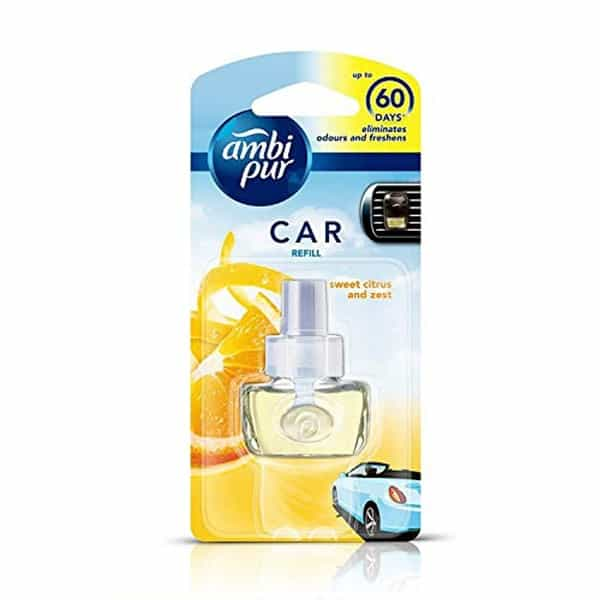 up to
60
DAYS*
eliminates
odours and freshens
ambi
pur
CAR
REFILL
sweet citrus
and zest